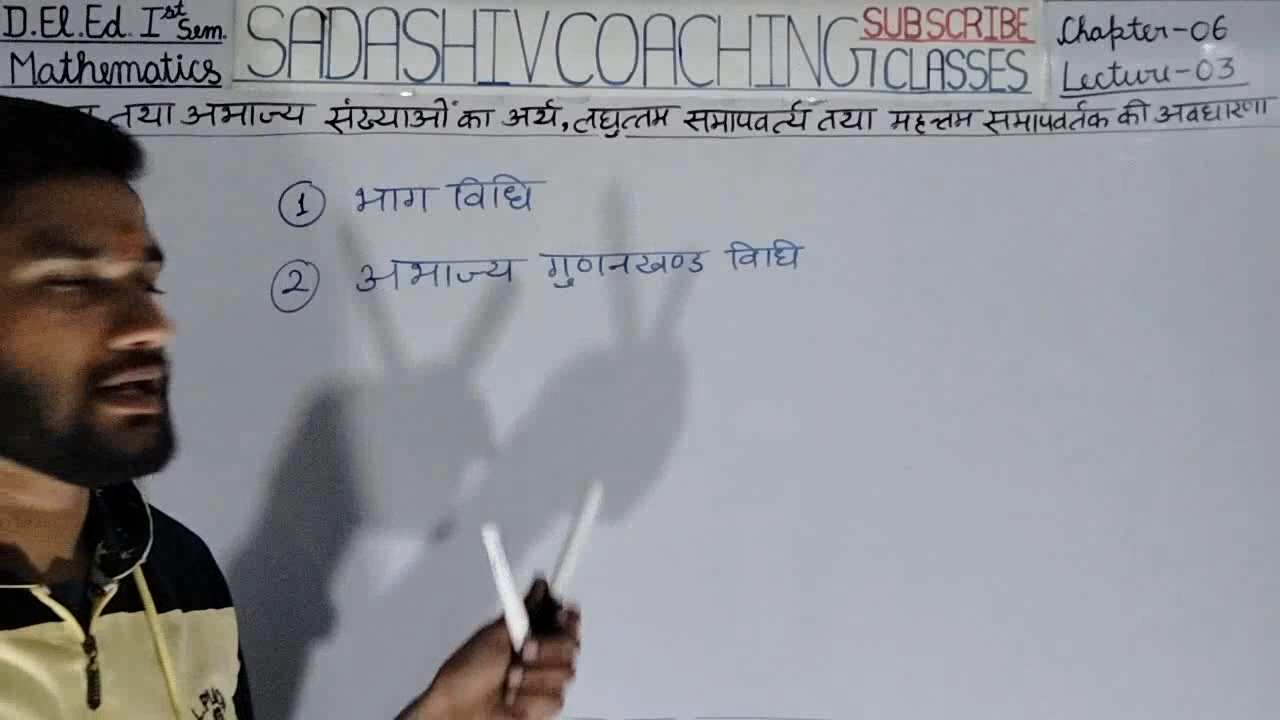 D.El.Ed. Ist Sem.
Mathematics
SADASHIV COACHING CLASSES
SUBSCRIBE
Chapter-06
Lecture-03
तथा अभाज्य संख्याओं का अर्थ, लघुत्तम समापवर्त्य तथा महत्तम समापवर्तक की अवधारणा
1 भाग विधि
2 अभाज्य गुणनखण्ड विधि